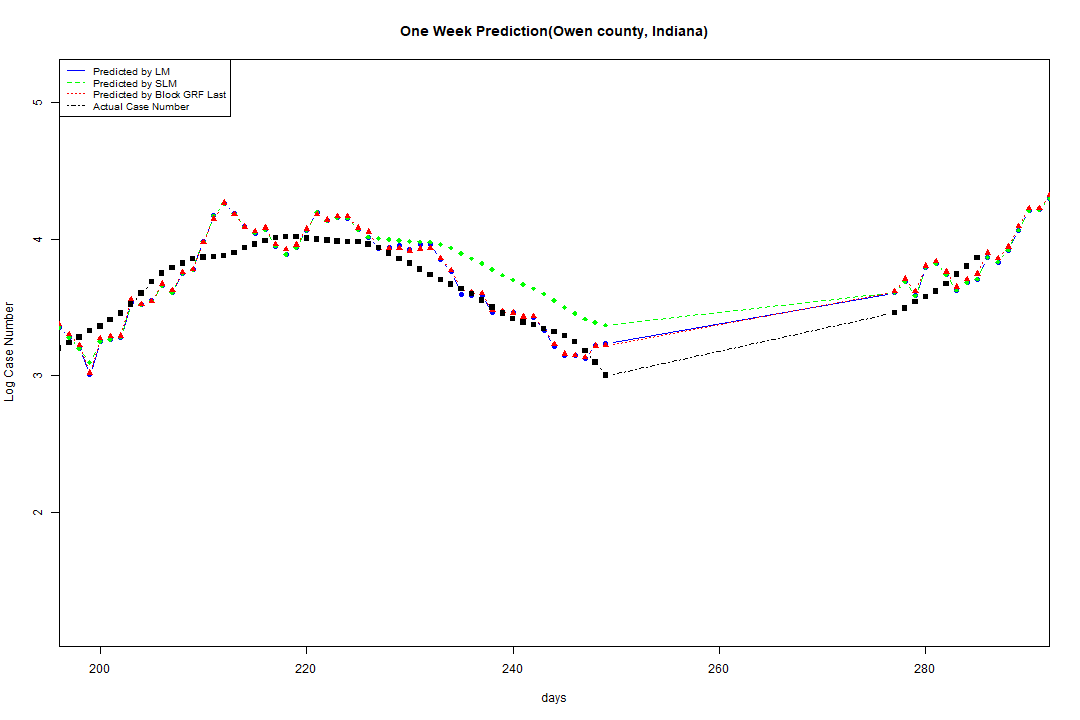 One Week Prediction(Owen county, Indiana)
Predicted by LM
Predicted by SLM
Predicted by Block GRF Last
Actual Case Number
5
4
3
2
Log Case Number
200 220 240 260 280
days